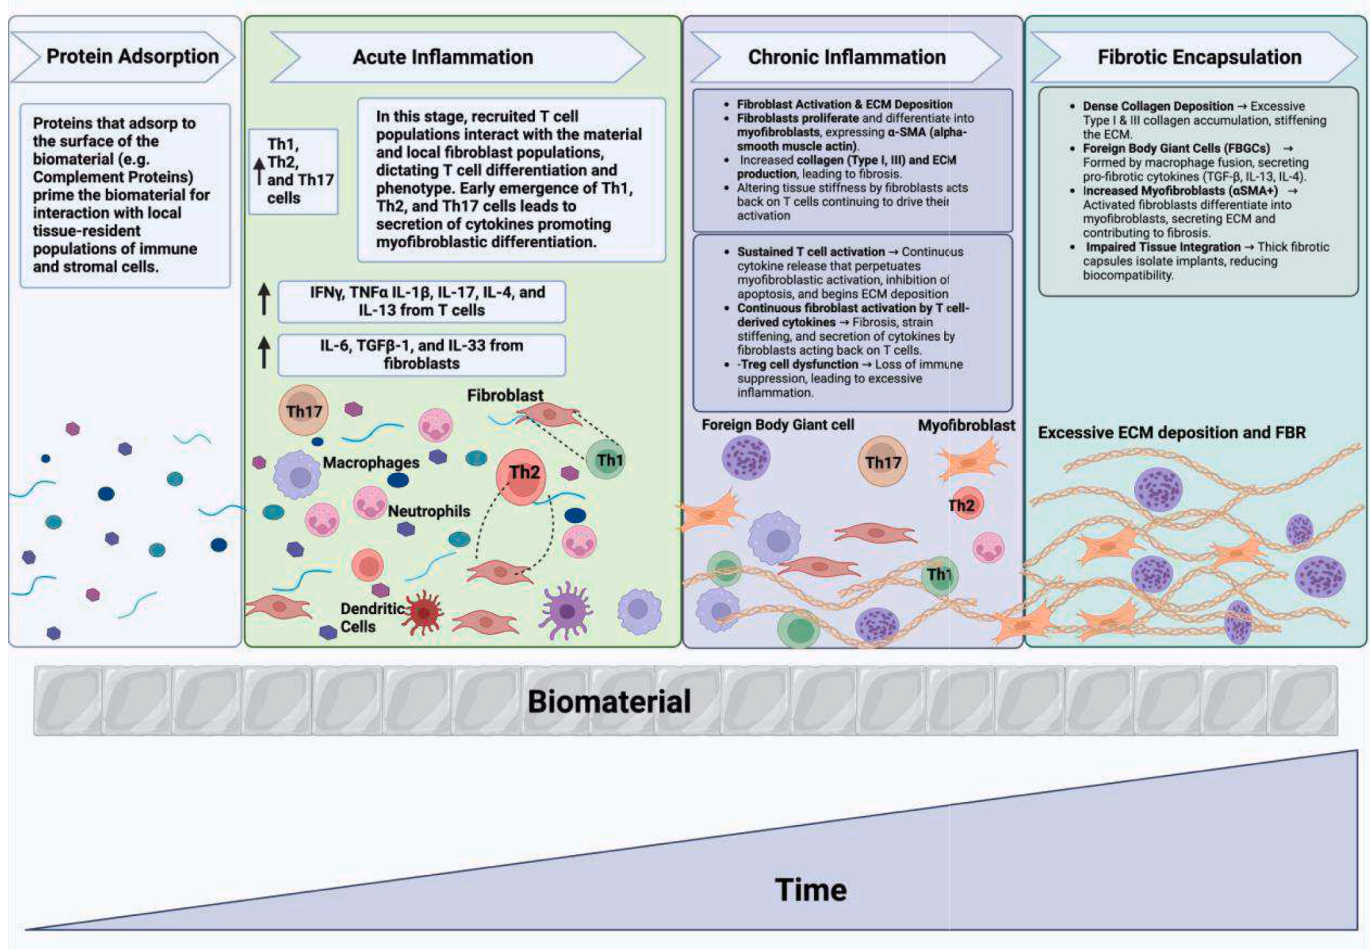 Protein Adsorption
Proteins that adsorp to
the surface of the
biomaterial (e.g.
Complement Proteins)
prime the biomaterial for
interaction with local
tissue-resident
populations of immune
and stromal cells.
Acute Inflammation
Th1,
Th2,
and Th17
cells
In this stage, recruited T cell
populations interact with the material
and local fibroblast populations,
dictating T cell differentiation and
phenotype. Early emergence of Th1,
Th2, and Th17 cells leads to
secretion of cytokines promoting
myofibroblastic differentiation.
IFNγ, TNFα IL-1β, IL-17, IL-4, and
IL-13 from T cells
IL-6, TGFβ-1, and IL-33 from
fibroblasts
Th17
Fibroblast
Macrophages
Th2
Th1
Neutrophils
Dendritic
Cells
Chronic Inflammation
• Fibroblast Activation & ECM Deposition
• Fibroblasts proliferate and differentiate into
myofibroblasts, expressing α-SMA (alpha-
smooth muscle actin).
• Increased collagen (Type I, III) and ECM
production, leading to fibrosis.
• Altering tissue stiffness by fibroblasts acts
back on T cells continuing to drive their
activation
• Sustained T cell activation → Continuous
cytokine release that perpetuates
myofibroblastic activation, inhibition of
apoptosis, and begins ECM deposition
• Continuous fibroblast activation by T cell-
derived cytokines → Fibrosis, strain
stiffening, and secretion of cytokines by
fibroblasts acting back on T cells.
• -Treg cell dysfunction → Loss of immune
suppression, leading to excessive
inflammation.
Foreign Body Giant cell
Myofibroblast
Th17
Th2
Th1
Fibrotic Encapsulation
• Dense Collagen Deposition → Excessive
Type I & III collagen accumulation, stiffening
the ECM.
• Foreign Body Giant Cells (FBGCs) →
Formed by macrophage fusion, secreting
pro-fibrotic cytokines (TGF-β, IL-13, IL-4).
• Increased Myofibroblasts (αSMA+) →
Activated fibroblasts differentiate into
myofibroblasts, secreting ECM and
contributing to fibrosis.
• Impaired Tissue Integration → Thick fibrotic
capsules isolate implants, reducing
biocompatibility.
Excessive ECM deposition and FBR
Biomaterial
Time